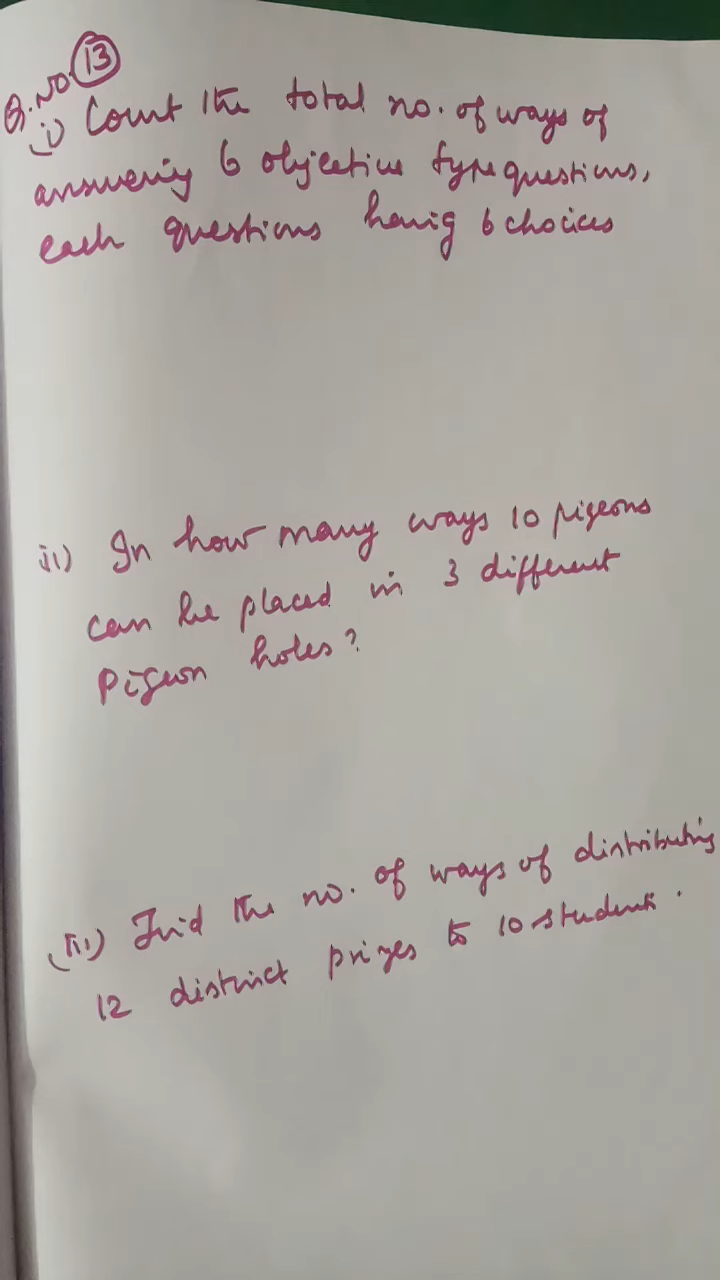 Q.No. 13
i) Count the total no. of ways of
answering 6 objective type questions,
each questions having 6 choices
ii) In how many ways 10 pigeons
can be placed in 3 different
Pigeon holes?
(iii) Find the no. of ways of distributing
12 distinct prizes to 10 students.